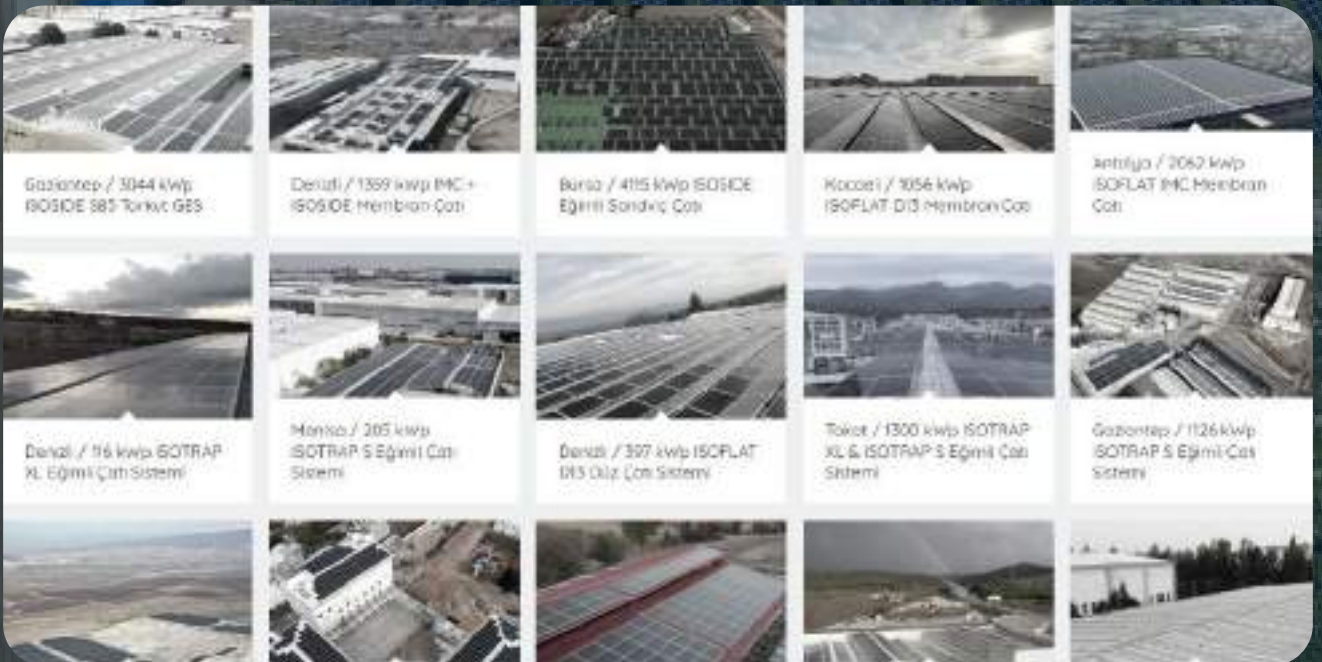 Gaziantep / 3044 kWp
ISOSIDE S85 Torkut GES
Denizli / 1369 kWp IMC +
ISOSIDE Membran Çatı
Bursa / 4115 kWp ISOSIDE
Eğimli Sandviç Çatı
Kocaeli / 1056 kWp
ISOFLAT D13 Membran Çatı
Antalya / 2062 kWp
ISOFLAT IMC Membran
Çatı
Denizli / 116 kWp ISOTRAP
XL Eğimli Çatı Sistemi
Manisa / 205 kWp
ISOTRAP S Eğimli Çatı
Sistemi
Denizli / 397 kWp ISOFLAT
D13 Düz Çatı Sistemi
Tokat / 1300 kWp ISOTRAP
XL & ISOTRAP S Eğimli Çatı
Sistemi
Gaziantep / 1126 kWp
ISOTRAP S Eğimli Çatı
Sistemi